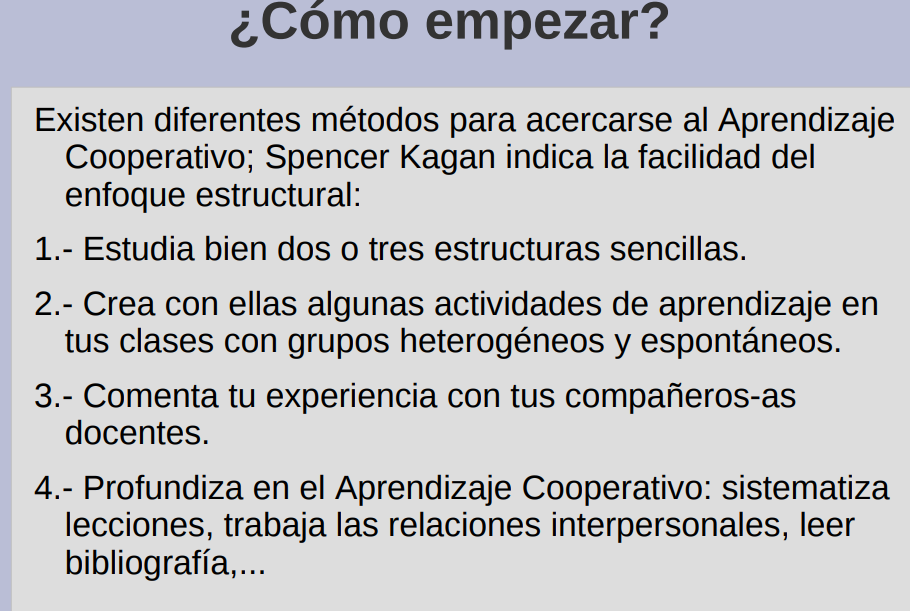 ¿Cómo empezar?
Existen diferentes métodos para acercarse al Aprendizaje
Cooperativo; Spencer Kagan indica la facilidad del
enfoque estructural:
1.- Estudia bien dos o tres estructuras sencillas.
2.- Crea con ellas algunas actividades de aprendizaje en
tus clases con grupos heterogéneos y espontáneos.
3.- Comenta tu experiencia con tus compañeros-as
docentes.
4.- Profundiza en el Aprendizaje Cooperativo: sistematiza
lecciones, trabaja las relaciones interpersonales, leer
bibliografía,...